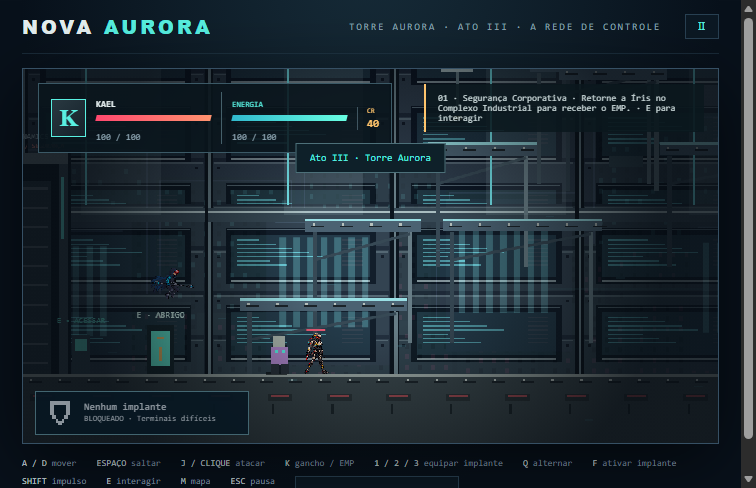 NOVA AURORA
TORRE AURORA · ATO III · A REDE DE CONTROLE
II
K
KAEL
100 / 100
ENERGIA
100 / 100
CR
40
01 · Segurança Corporativa · Retorne a Íris no
Complexo Industrial para receber o EMP. · E para
interagir
Ato III · Torre Aurora
E · ABRIGO
Nenhum implante
BLOQUEADO · Terminais difíceis
A / D mover
ESPAÇO saltar
J / CLIQUE atacar
K gancho / EMP
1 / 2 / 3 equipar implante
Q alternar
F ativar implante
SHIFT impulso
E interagir
M mapa
ESC pausa